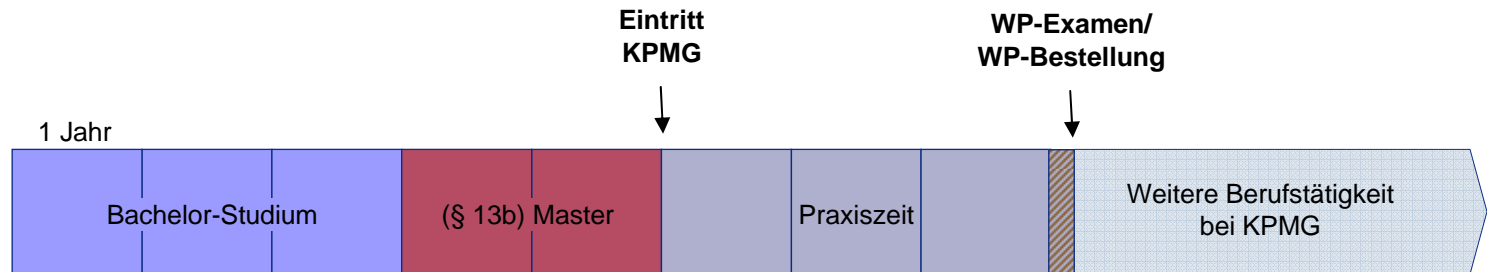 Eintritt
KPMG
WP-Examen/
WP-Bestellung
1 Jahr
Bachelor-Studium
(§ 13b) Master
Praxiszeit
Weitere Berufstätigkeit
bei KPMG